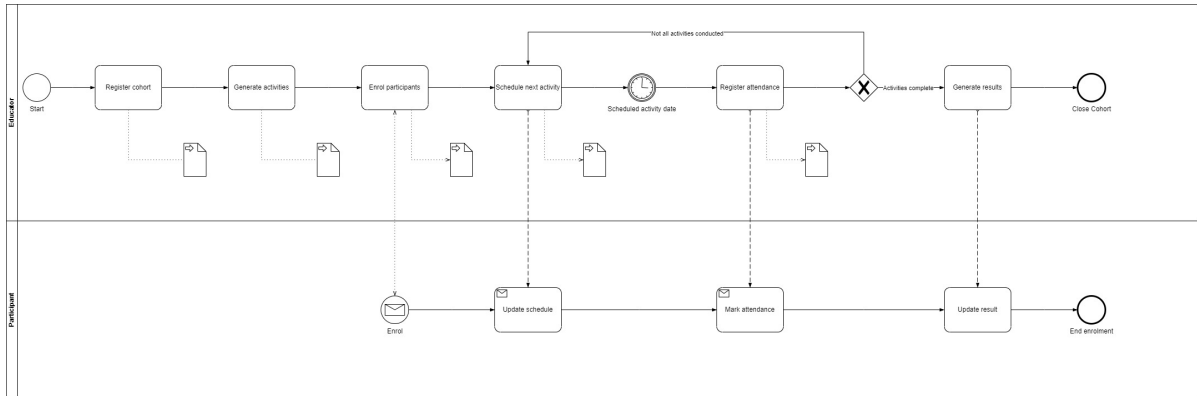 Not all activities conducted
Educator
Start
Register cohort
Generate activities
Enrol participants
Schedule next activity
Scheduled activity date
Register attendance
Activities complete
Generate results
Close Cohort
Participant
Enrol
Update schedule
Mark attendance
Update result
End enrolment